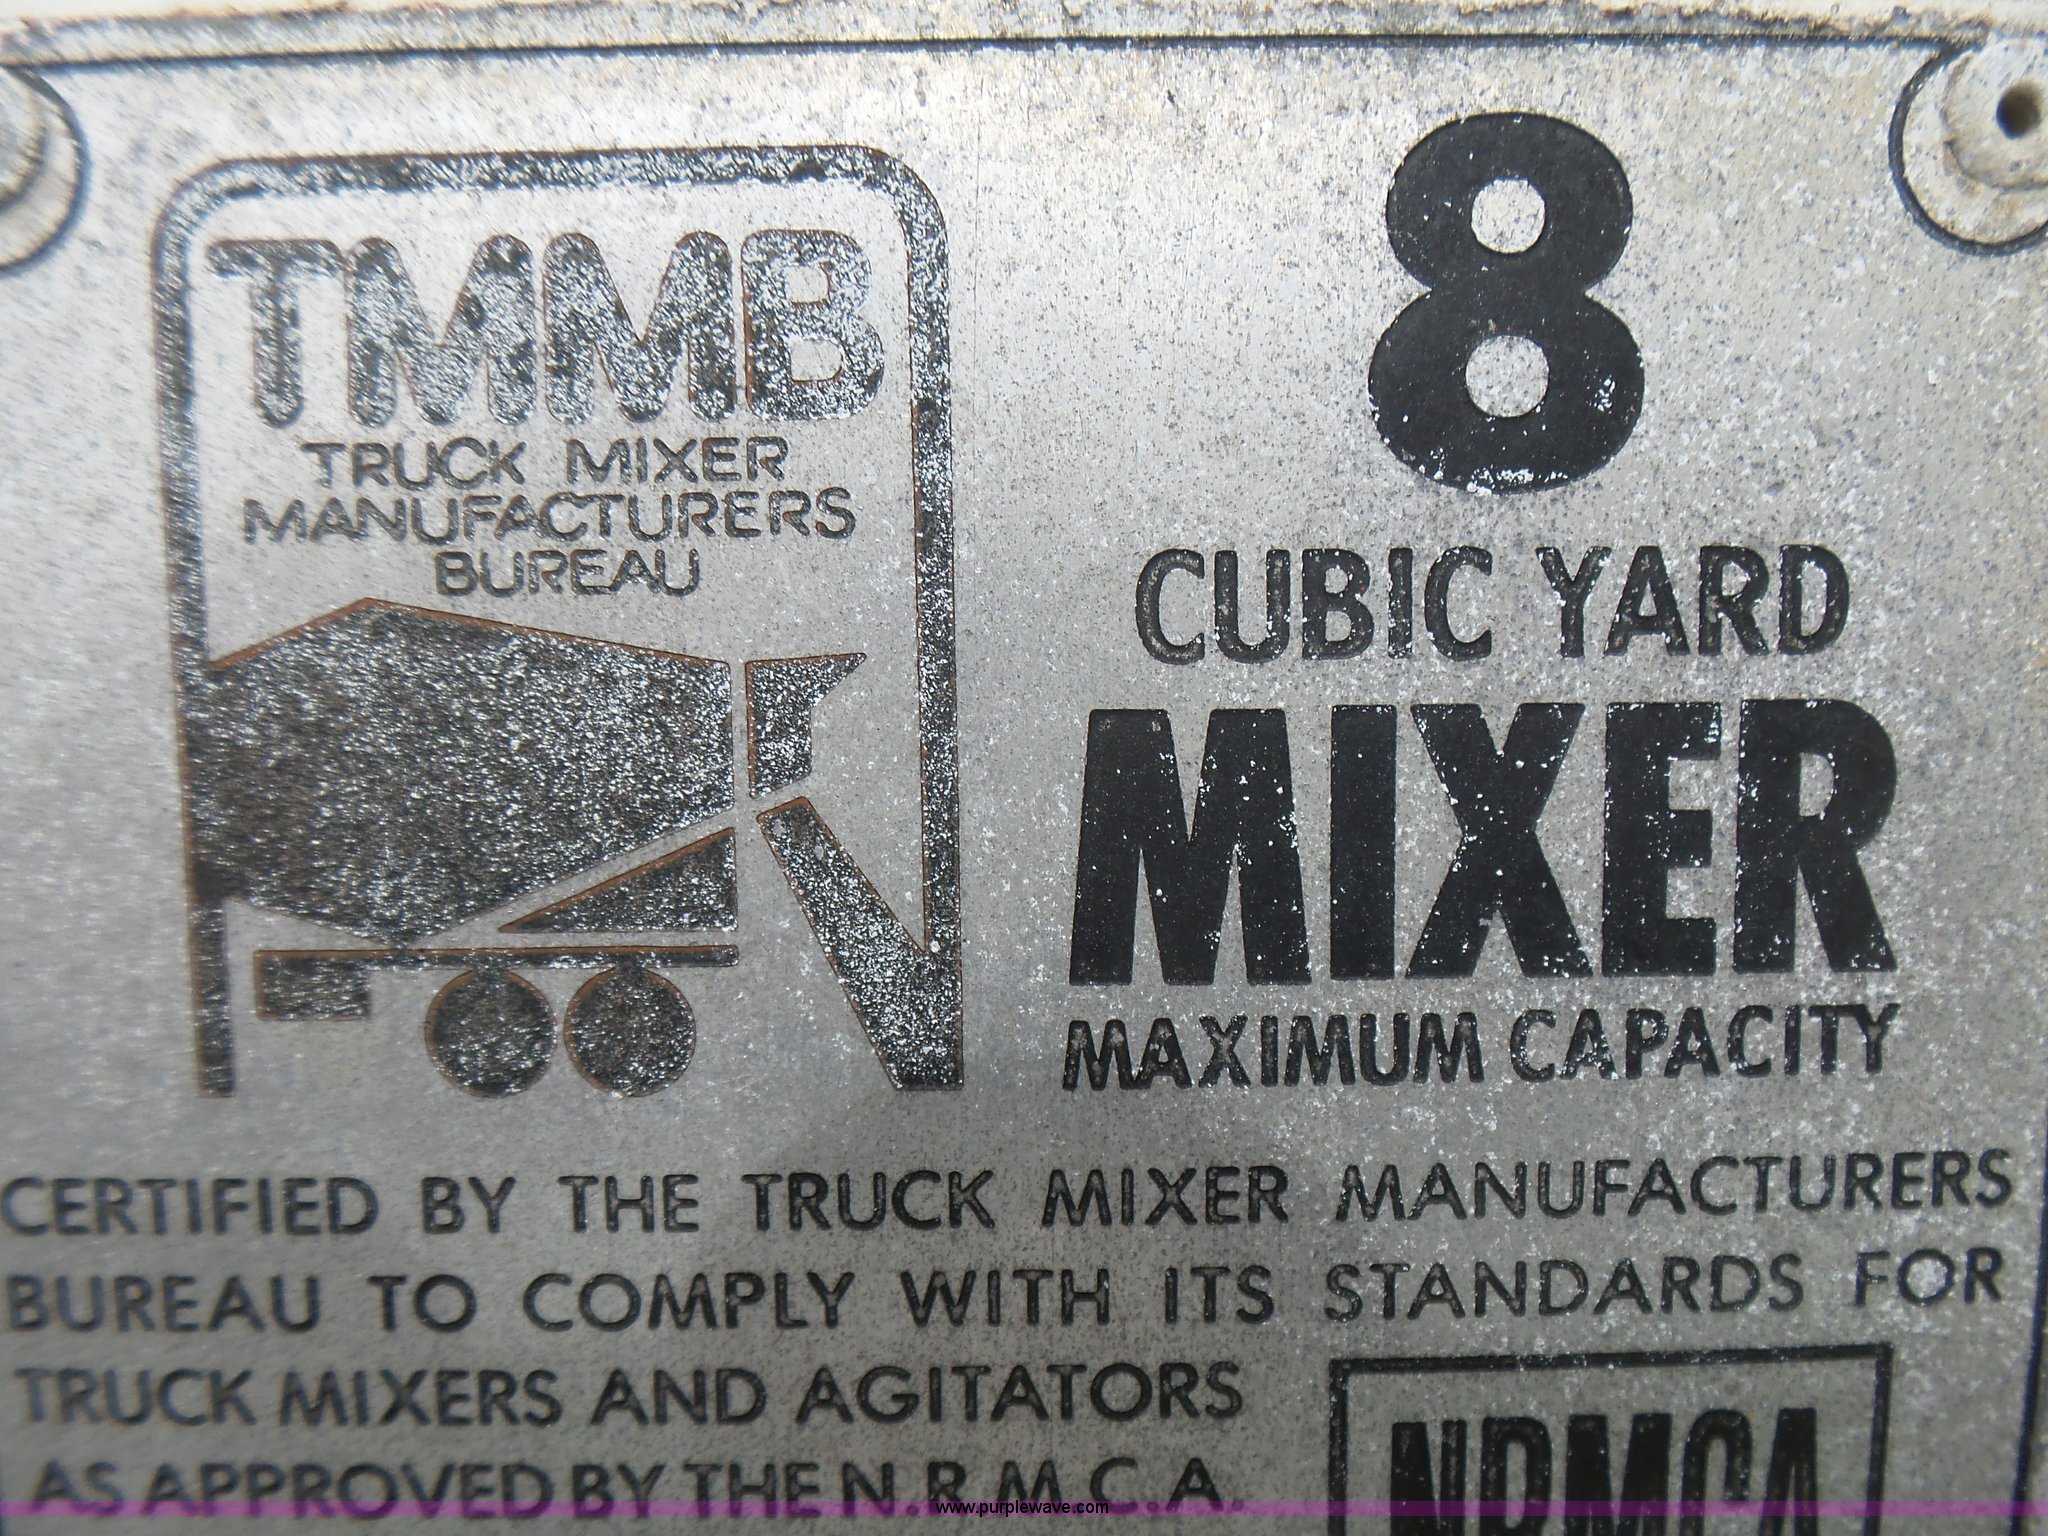 TMMB
TRUCK MIXER
MANUFACTURERS
BUREAU
8
CUBIC YARD
MIXER
MAXIMUM CAPACITY
CERTIFIED BY THE TRUCK MIXER MANUFACTURERS
BUREAU TO COMPLY WITH ITS STANDARDS FOR
TRUCK MIXERS AND AGITATORS
AS APPROVED BY THE N.R.M.C.A.
NRMCA
www.purplewave.com